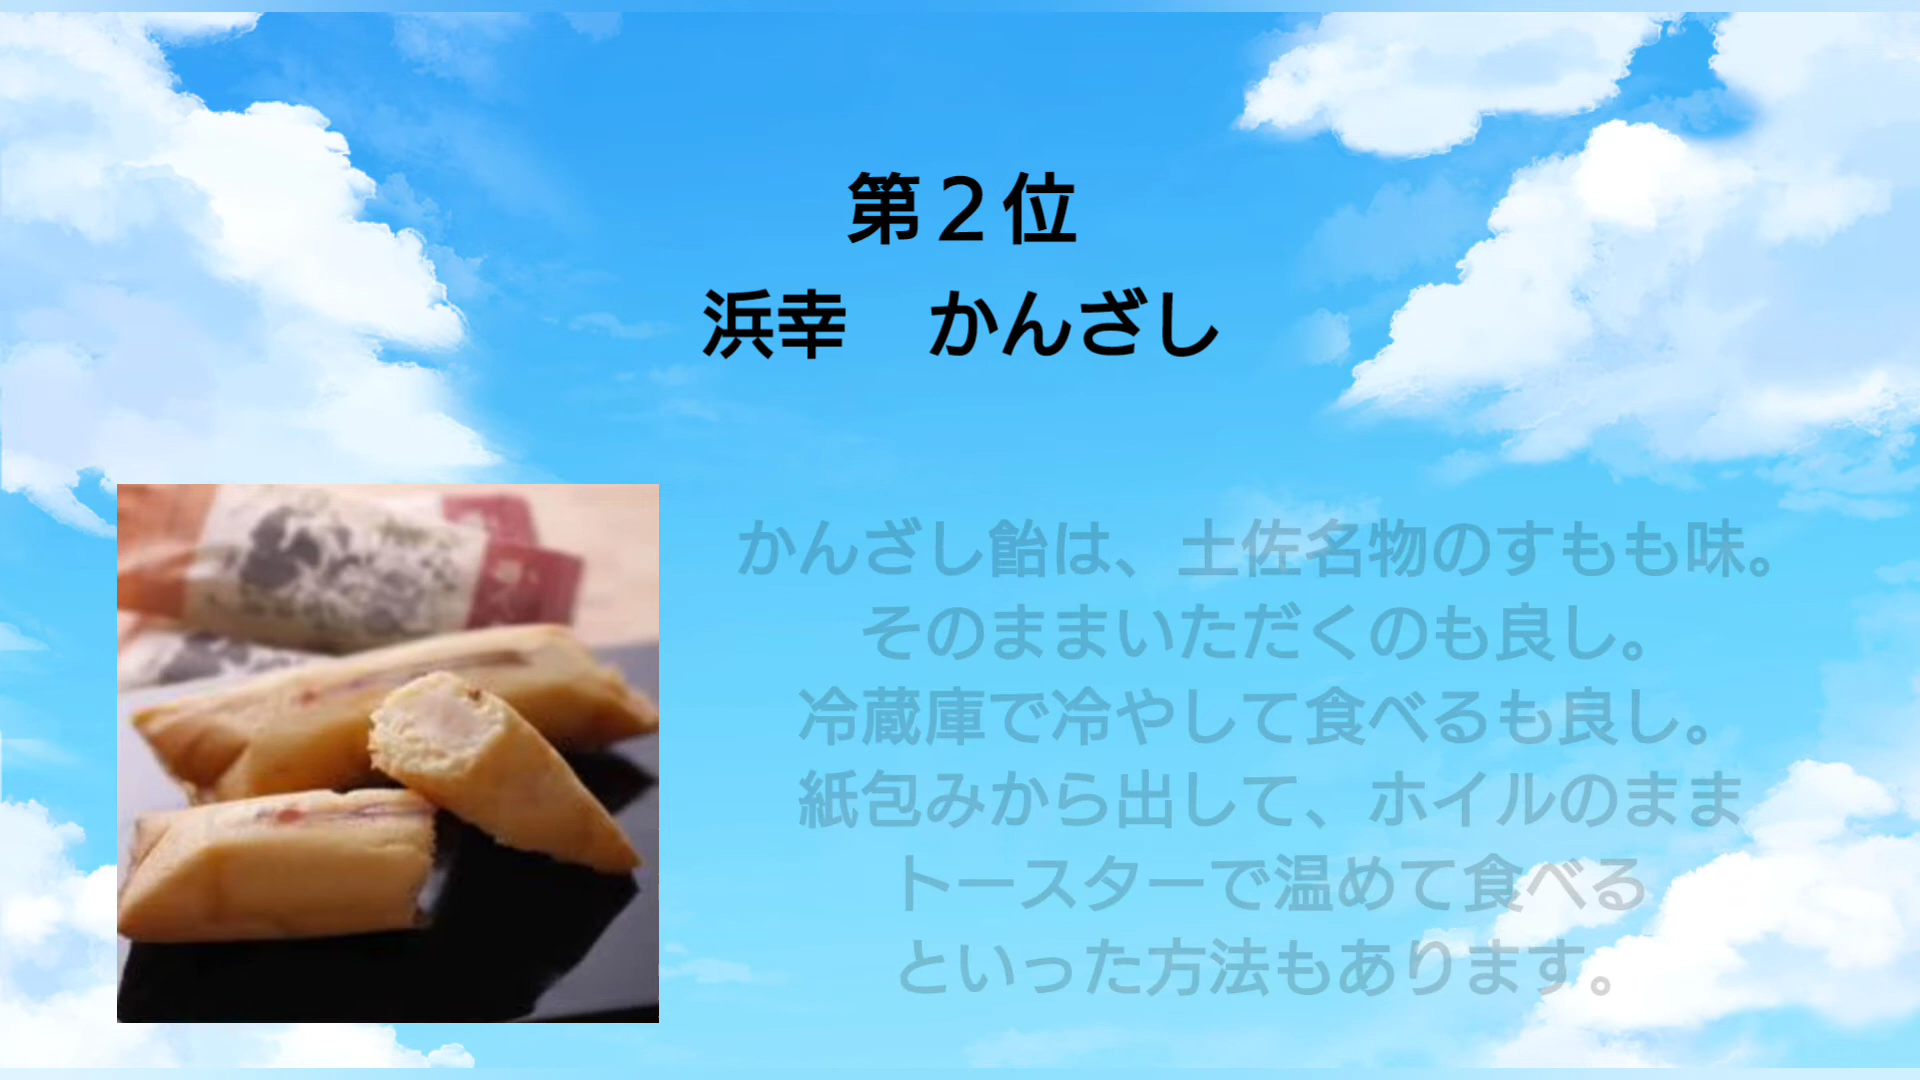 第２位
浜幸　かんざし
かんざし飴は、土佐名物のすもも味。
そのままいただくのも良し。
冷蔵庫で冷やして食べるも良し。
紙包みから出して、ホイルのまま
トースターで温めて食べる
といった方法もあります。